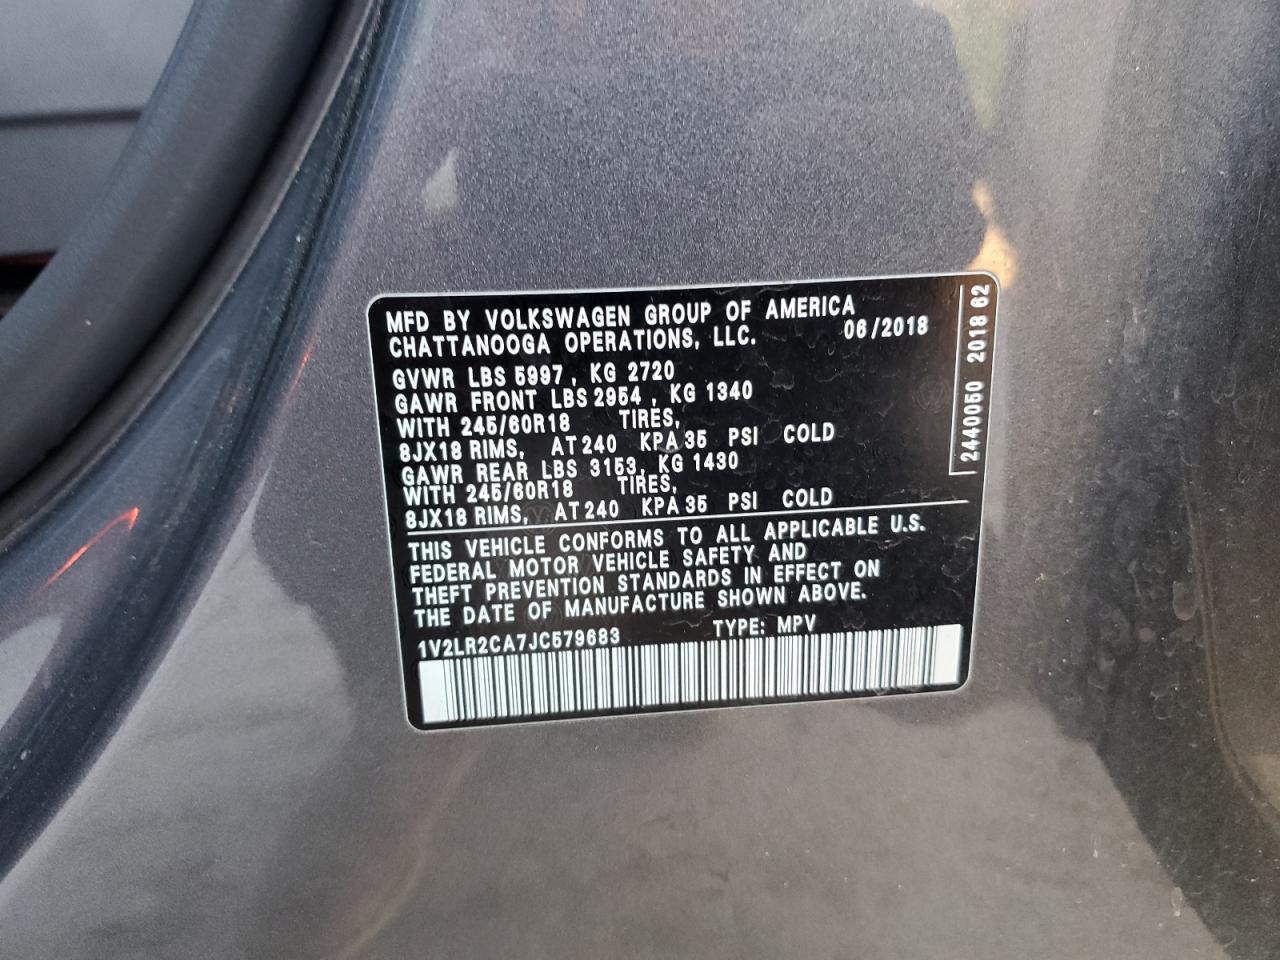 MFD BY VOLKSWAGEN GROUP OF AMERICA
CHATTANOOGA OPERATIONS, LLC. 06/2018
GVWR LBS 5997, KG 2720
GAWR FRONT LBS 2954, KG 1340
WITH 245/60R18 TIRES,
8JX18 RIMS, AT 240 KPA 35 PSI COLD
GAWR REAR LBS 3153, KG 1430
WITH 245/60R18 TIRES,
8JX18 RIMS, AT 240 KPA 35 PSI COLD
THIS VEHICLE CONFORMS TO ALL APPLICABLE U.S.
FEDERAL MOTOR VEHICLE SAFETY AND
THEFT PREVENTION STANDARDS IN EFFECT ON
THE DATE OF MANUFACTURE SHOWN ABOVE.
1V2LR2CA7JC579683 TYPE: MPV
2440050 2018 62